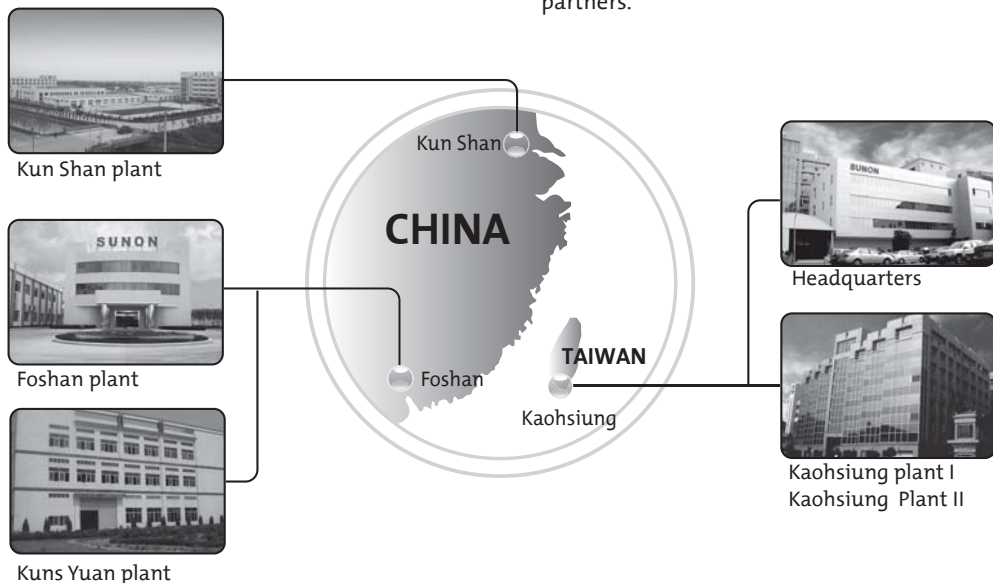 partners.
Kun Shan plant
Kun Shan
CHINA
SUNON
Foshan plant
Foshan
Kuns Yuan plant
TAIWAN
Kaohsiung
SUNON
Headquarters
Kaohsiung plant I
Kaohsiung Plant II